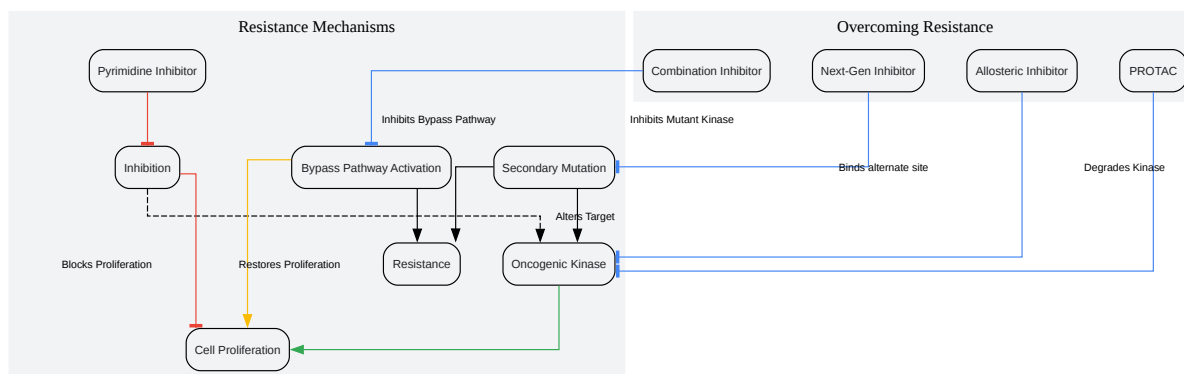 Resistance Mechanisms
Overcoming Resistance
Pyrimidine Inhibitor
Combination Inhibitor
Next-Gen Inhibitor
Allosteric Inhibitor
PROTAC
Inhibits Bypass Pathway
Inhibits Mutant Kinase
Inhibition
Bypass Pathway Activation
Secondary Mutation
Binds alternate site
Degrades Kinase
Alters Target
Blocks Proliferation
Restores Proliferation
Resistance
Oncogenic Kinase
Cell Proliferation